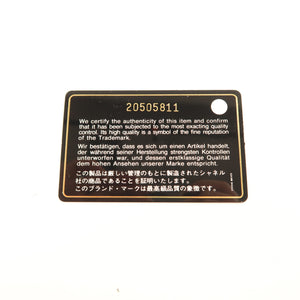 20505811
We certify the authenticity of this item and confirm
that it has been subjected to the most exacting quality
control. Its high quality is a symbol of the fine reputation
of the Trademark.
Wir bestätigen, dass es sich um einen Artikel handelt,
der während seiner Herstellung strengsten Kontrollen
unterworfen war, und dessen erstklassige Qualität
dem hohen Ansehen unserer Marke entspricht.
この製品は厳しい管理のもとに製造されたシャネル
社の商品であることを証明いたします。
このブランド・マークは最高級品質の象徴です。